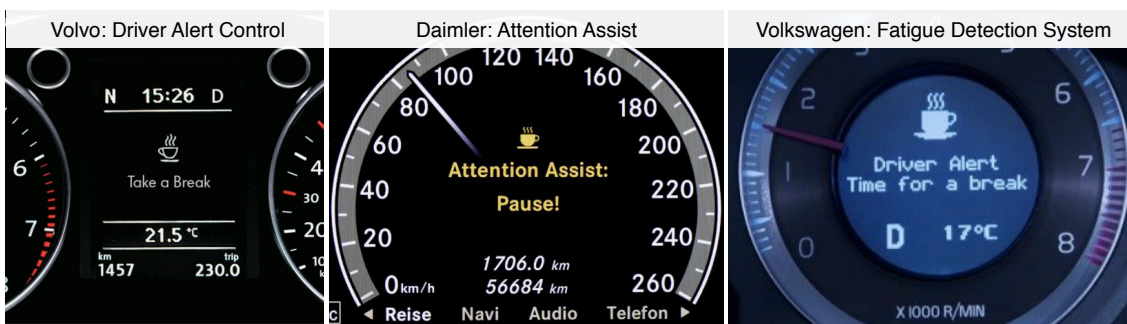 Volvo: Driver Alert Control
Daimler: Attention Assist
Volkswagen: Fatigue Detection System
N 15:26 D
Take a Break
21.5 °C
km trip
1457 230.0
6
7
4
30
20
10
0 km/h
20
40
60
80
100
120
140
160
180
200
220
240
260
Attention Assist:
Pause!
1706.0 km
56684 km
C
◄ Reise Navi Audio Telefon ►
0
1
2
6
7
8
Driver Alert
Time for a break
D 17°C
X1000 R/MIN